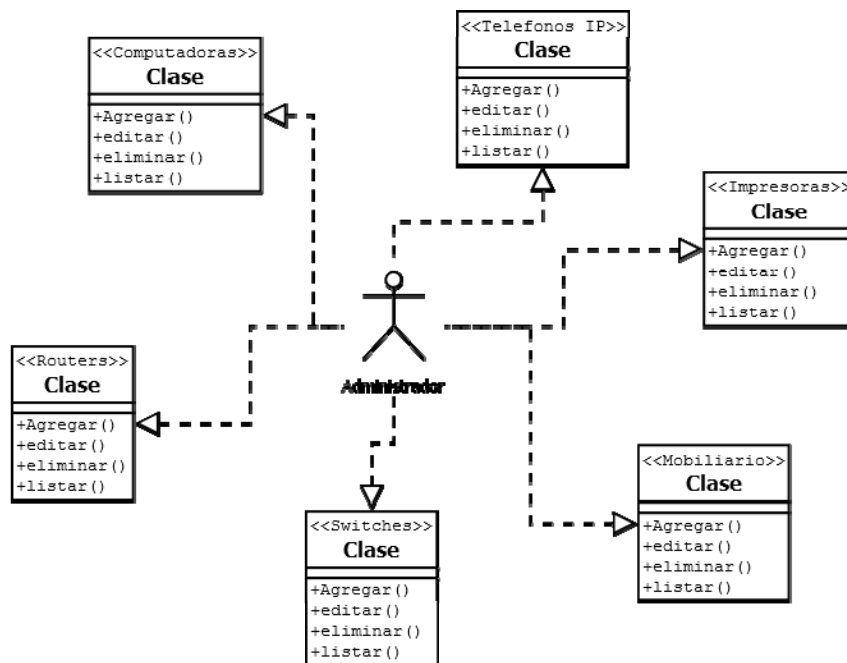 <<Computadoras>>
Clase
+Agregar()
+editar()
+eliminar()
+listar()
<<Telefonos IP>>
Clase
+Agregar()
+editar()
+eliminar()
+listar()
<<Impresoras>>
Clase
+Agregar()
+editar()
+eliminar()
+listar()
Administrador
<<Routers>>
Clase
+Agregar()
+editar()
+eliminar()
+listar()
<<Mobiliario>>
Clase
+Agregar()
+editar()
+eliminar()
+listar()
<<Switches>>
Clase
+Agregar()
+editar()
+eliminar()
+listar()